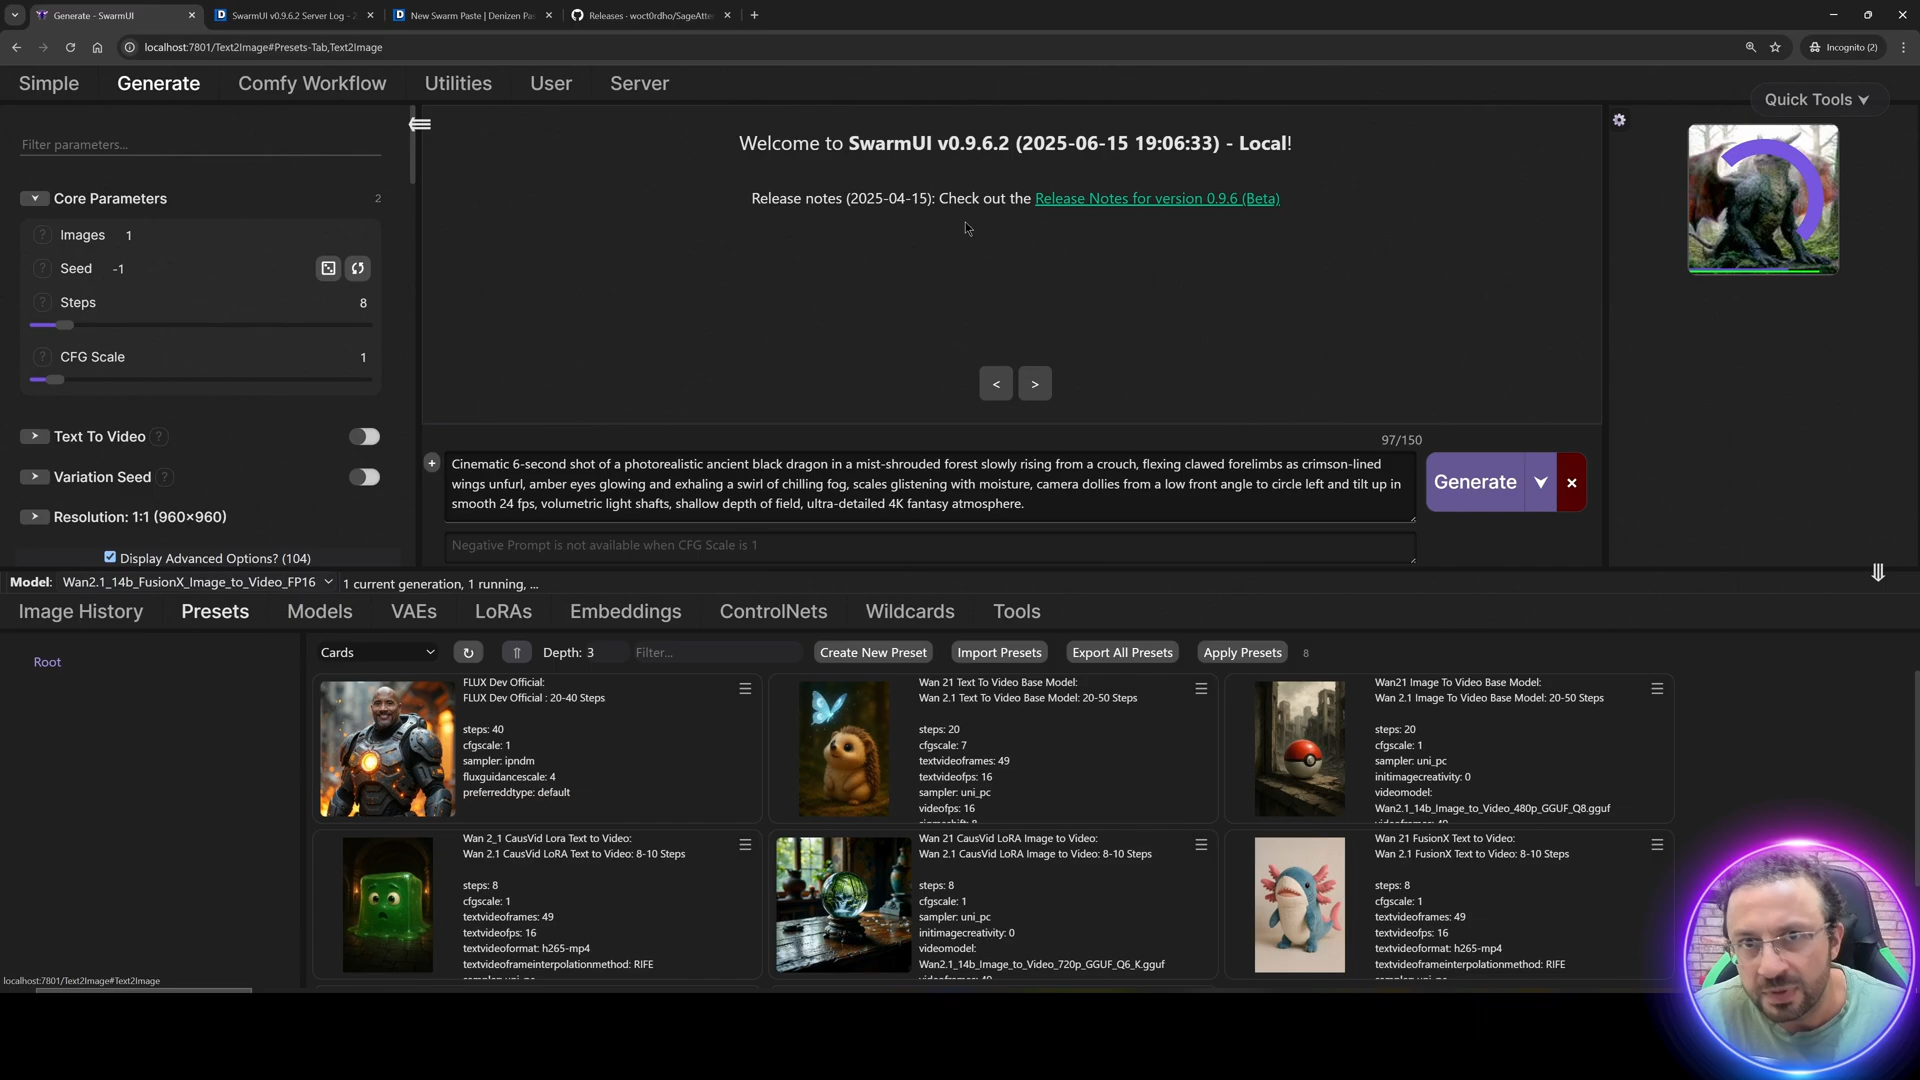 Generate - SwarmUI
SwarmUI v0.9.6.2 Server Log - 2
New Swarm Paste | Denizen Pas
Releases · woct0rdho/SageAtte
localhost:7801/Text2Image#Presets-Tab,Text2Image
Incognito (2)
Simple
Generate
Comfy Workflow
Utilities
User
Server
Quick Tools
Filter parameters...
Core Parameters
2
? Images 1
? Seed -1
? Steps 8
? CFG Scale 1
Text To Video ?
Variation Seed ?
Resolution: 1:1 (960×960)
Display Advanced Options? (104)
Welcome to SwarmUI v0.9.6.2 (2025-06-15 19:06:33) - Local!
Release notes (2025-04-15): Check out the Release Notes for version 0.9.6 (Beta)
< >
97/150
Cinematic 6-second shot of a photorealistic ancient black dragon in a mist-shrouded forest slowly rising from a crouch, flexing clawed forelimbs as crimson-lined
wings unfurl, amber eyes glowing and exhaling a swirl of chilling fog, scales glistening with moisture, camera dollies from a low front angle to circle left and tilt up in
smooth 24 fps, volumetric light shafts, shallow depth of field, ultra-detailed 4K fantasy atmosphere.
Generate
Negative Prompt is not available when CFG Scale is 1
Model: Wan2.1_14b_FusionX_Image_to_Video_FP16
1 current generation, 1 running, ...
Image History
Presets
Models
VAEs
LoRAs
Embeddings
ControlNets
Wildcards
Tools
Root
Cards
Depth: 3
Filter...
Create New Preset
Import Presets
Export All Presets
Apply Presets
8
FLUX Dev Official:
FLUX Dev Official : 20-40 Steps
steps: 40
cfgscale: 1
sampler: ipndm
fluxguidancescale: 4
preferreddtype: default
Wan 21 Text To Video Base Model:
Wan 2.1 Text To Video Base Model: 20-50 Steps
steps: 20
cfgscale: 7
textvideoframes: 49
textvideofps: 16
sampler: uni_pc
videofps: 16
Wan21 Image To Video Base Model:
Wan 2.1 Image To Video Base Model: 20-50 Steps
steps: 20
cfgscale: 1
sampler: uni_pc
initimagecreativity: 0
videomodel:
Wan2.1_14b_Image_to_Video_480p_GGUF_Q8.gguf
Wan 2_1 CausVid Lora Text to Video:
Wan 2.1 CausVid LoRA Text to Video: 8-10 Steps
steps: 8
cfgscale: 1
textvideoframes: 49
textvideofps: 16
textvideoformat: h265-mp4
textvideoframeinterpolationmethod: RIFE
Wan 21 CausVid LoRA Image to Video:
Wan 2.1 CausVid LoRA Image to Video: 8-10 Steps
steps: 8
cfgscale: 1
sampler: uni_pc
initimagecreativity: 0
videomodel:
Wan2.1_14b_Image_to_Video_720p_GGUF_Q6_K.gguf
Wan 21 FusionX Text to Video:
Wan 2.1 FusionX Text to Video: 8-10 Steps
steps: 8
cfgscale: 1
textvideoframes: 49
textvideofps: 16
textvideoformat: h265-mp4
textvideoframeinterpolationmethod: RIFE
localhost:7801/Text2Image#Text2Image